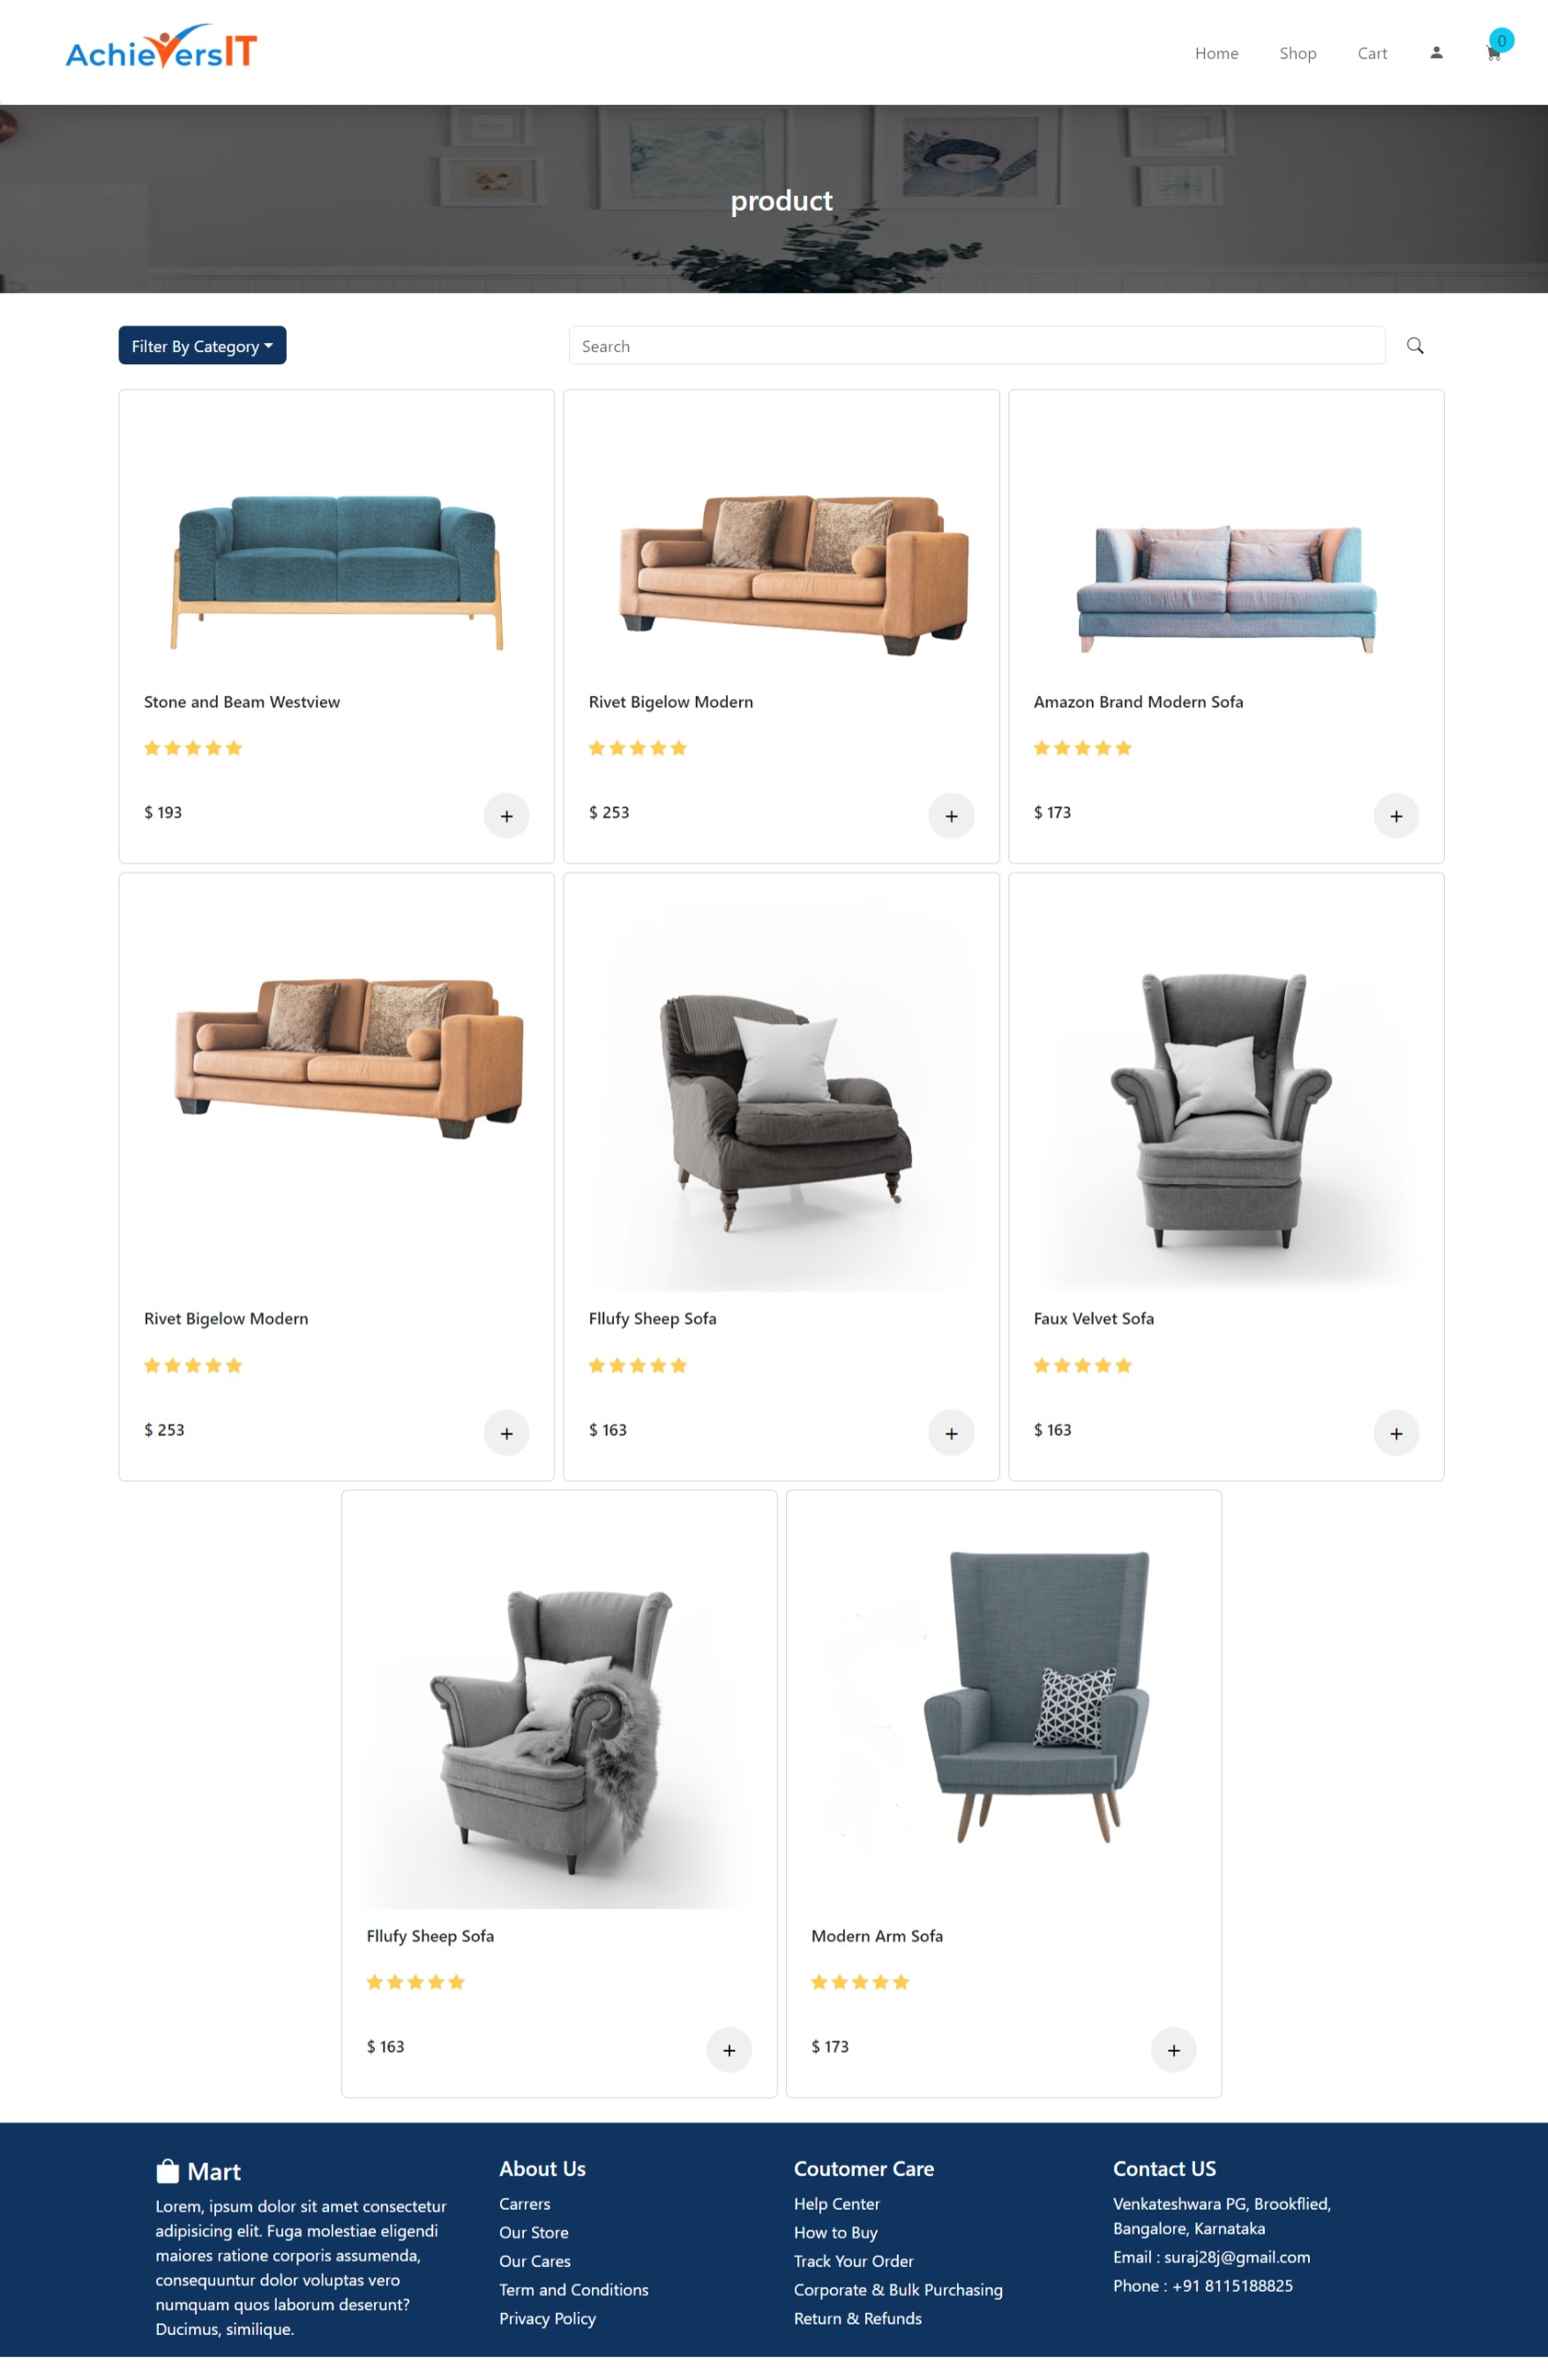 AchieversIT
Home
Shop
Cart
0
product
Filter By Category
Search
Stone and Beam Westview
$ 193
+
Rivet Bigelow Modern
$ 253
+
Amazon Brand Modern Sofa
$ 173
+
Rivet Bigelow Modern
$ 253
+
Fllufy Sheep Sofa
$ 163
+
Faux Velvet Sofa
$ 163
+
Fllufy Sheep Sofa
$ 163
+
Modern Arm Sofa
$ 173
+
Mart
Lorem, ipsum dolor sit amet consectetur
adipisicing elit. Fuga molestiae eligendi
maiores ratione corporis assumenda,
consequuntur dolor voluptas vero
numquam quos laborum deserunt?
Ducimus, similique.
About Us
Carrers
Our Store
Our Cares
Term and Conditions
Privacy Policy
Coutomer Care
Help Center
How to Buy
Track Your Order
Corporate & Bulk Purchasing
Return & Refunds
Contact US
Venkateshwara PG, Brookflied,
Bangalore, Karnataka
Email : suraj28j@gmail.com
Phone : +91 8115188825